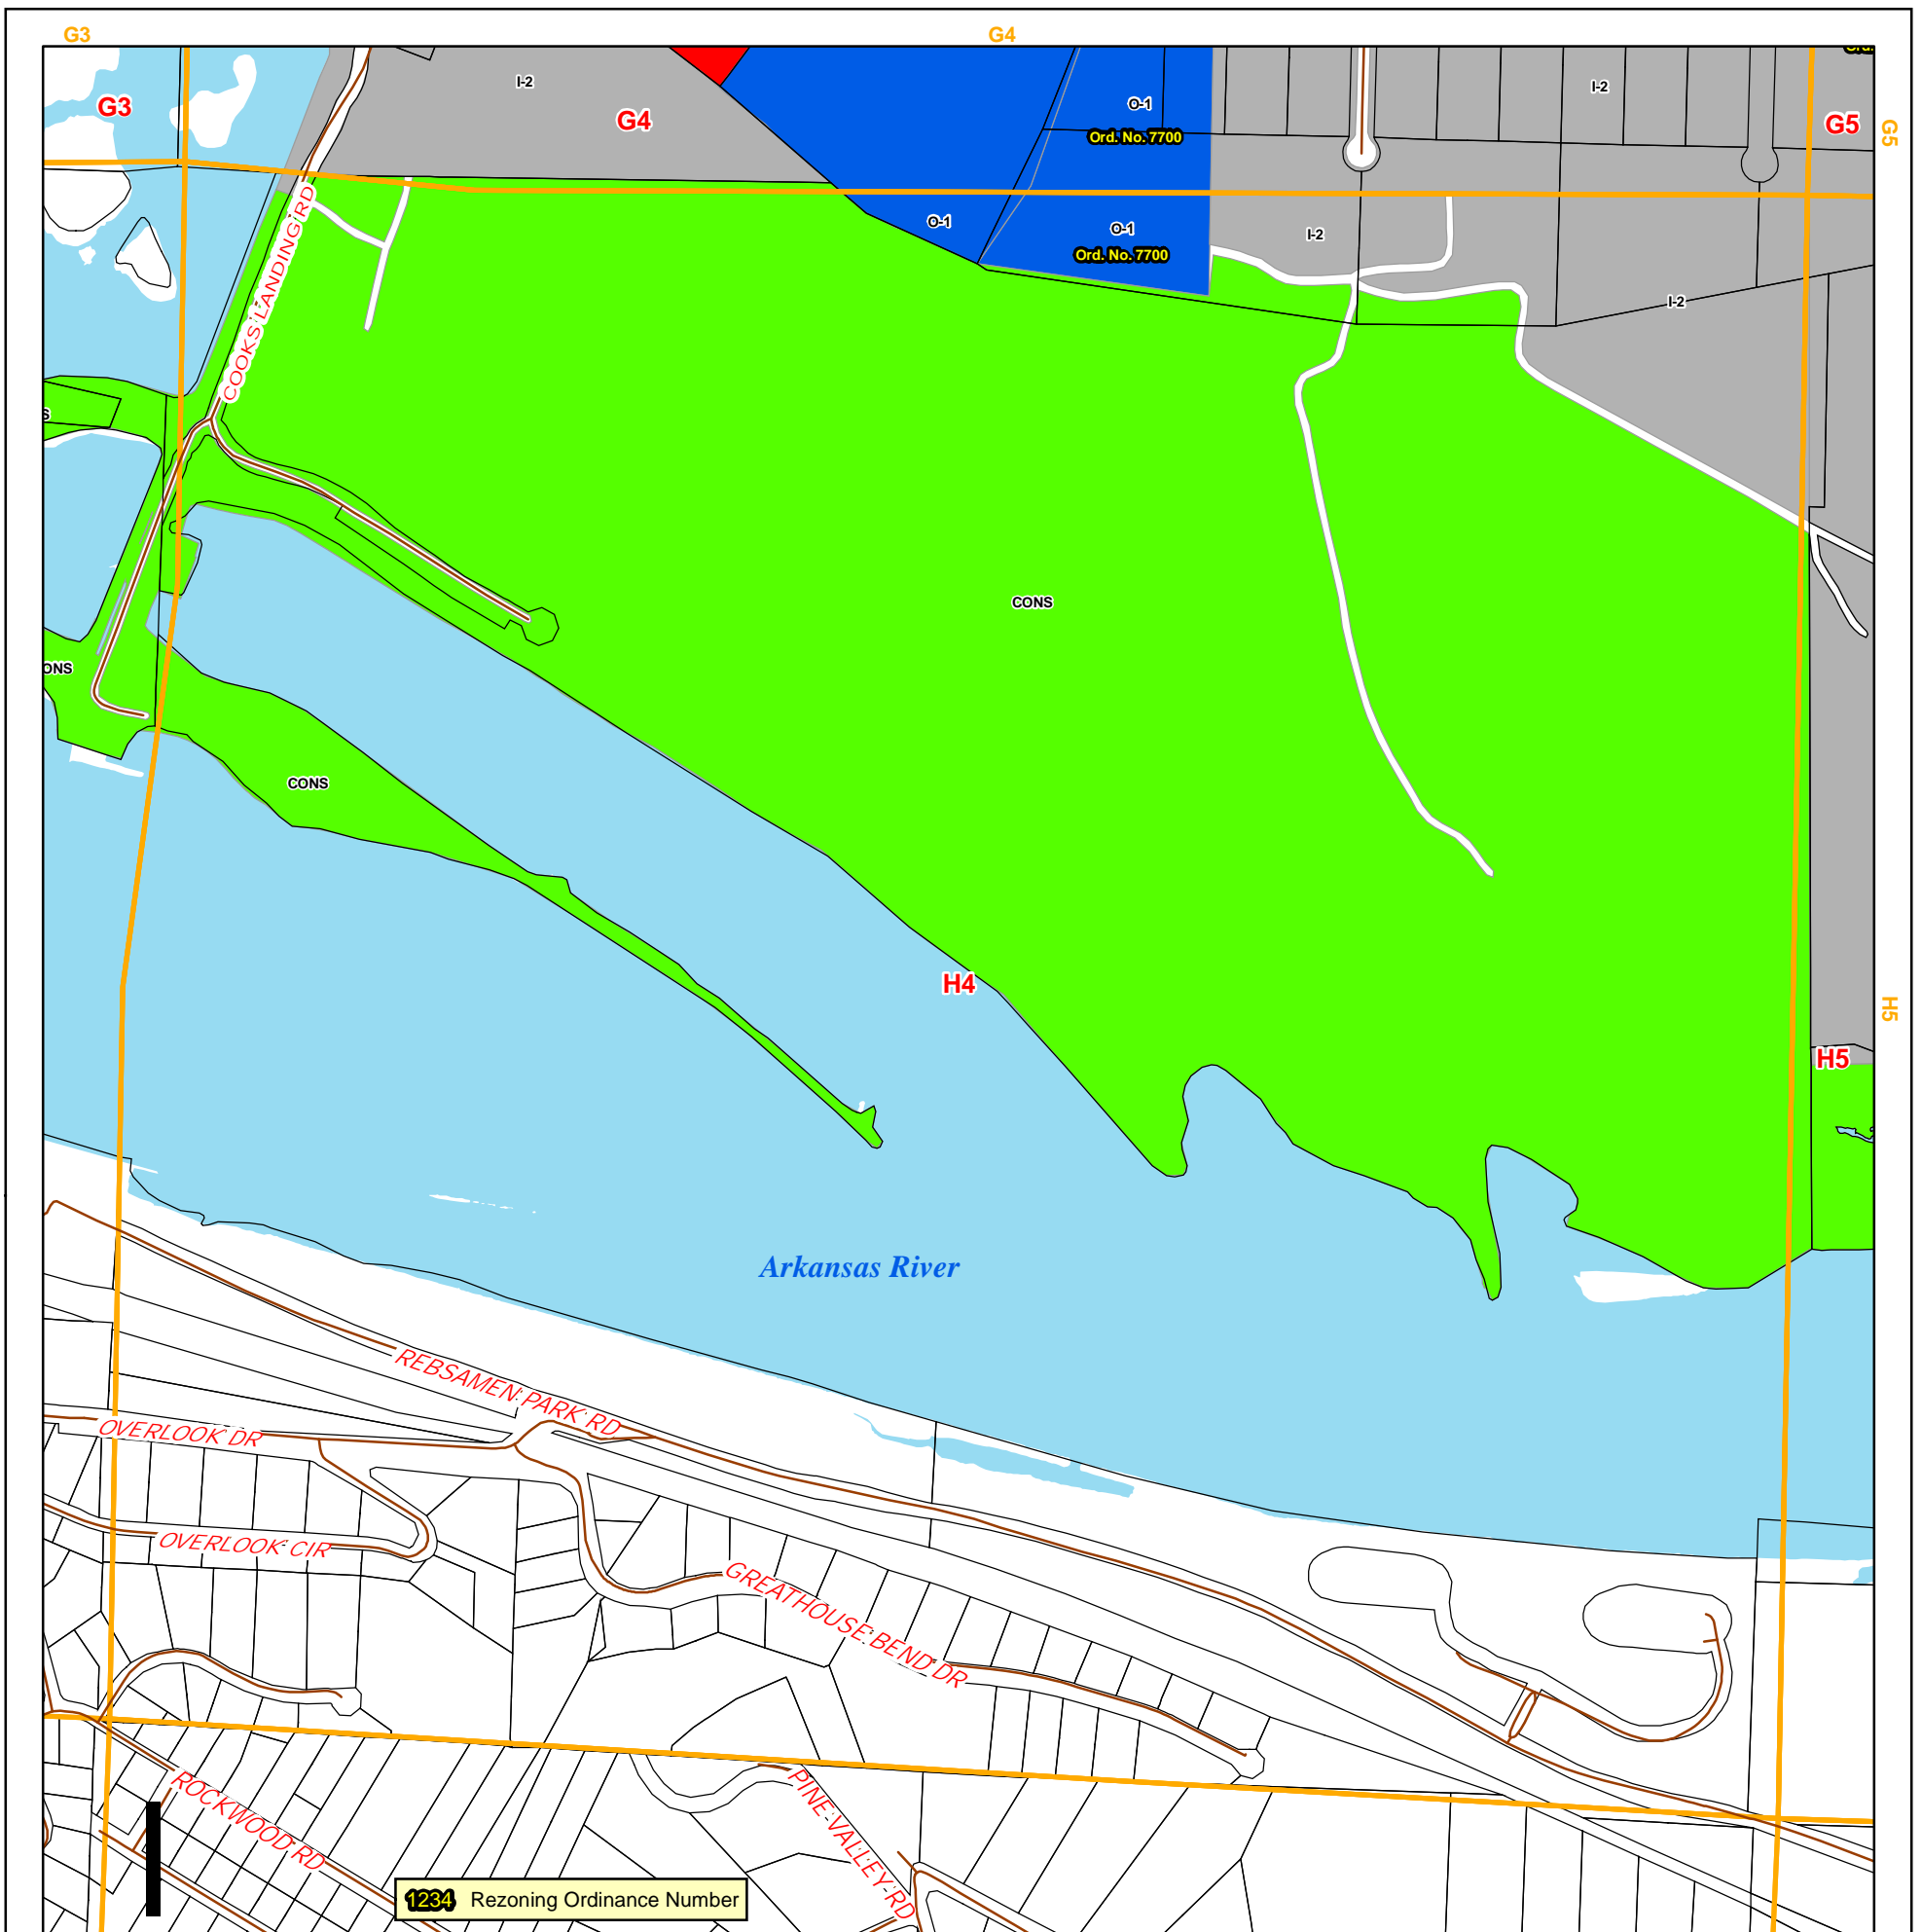 G3
G4
G3
I-2
G4
O-1
Ord. No. 7700
I-2
G5
G5
COOKS LANDING RD
O-1
O-1
Ord. No. 7700
I-2
I-2
CONS
CONS
H4
H5
H5
Arkansas River
REBSAMEN PARK RD
OVERLOOK DR
OVERLOOK CIR
GREATHOUSE BEND DR
ROCKWOOD RD
PINE VALLEY RD
1234 Rezoning Ordinance Number